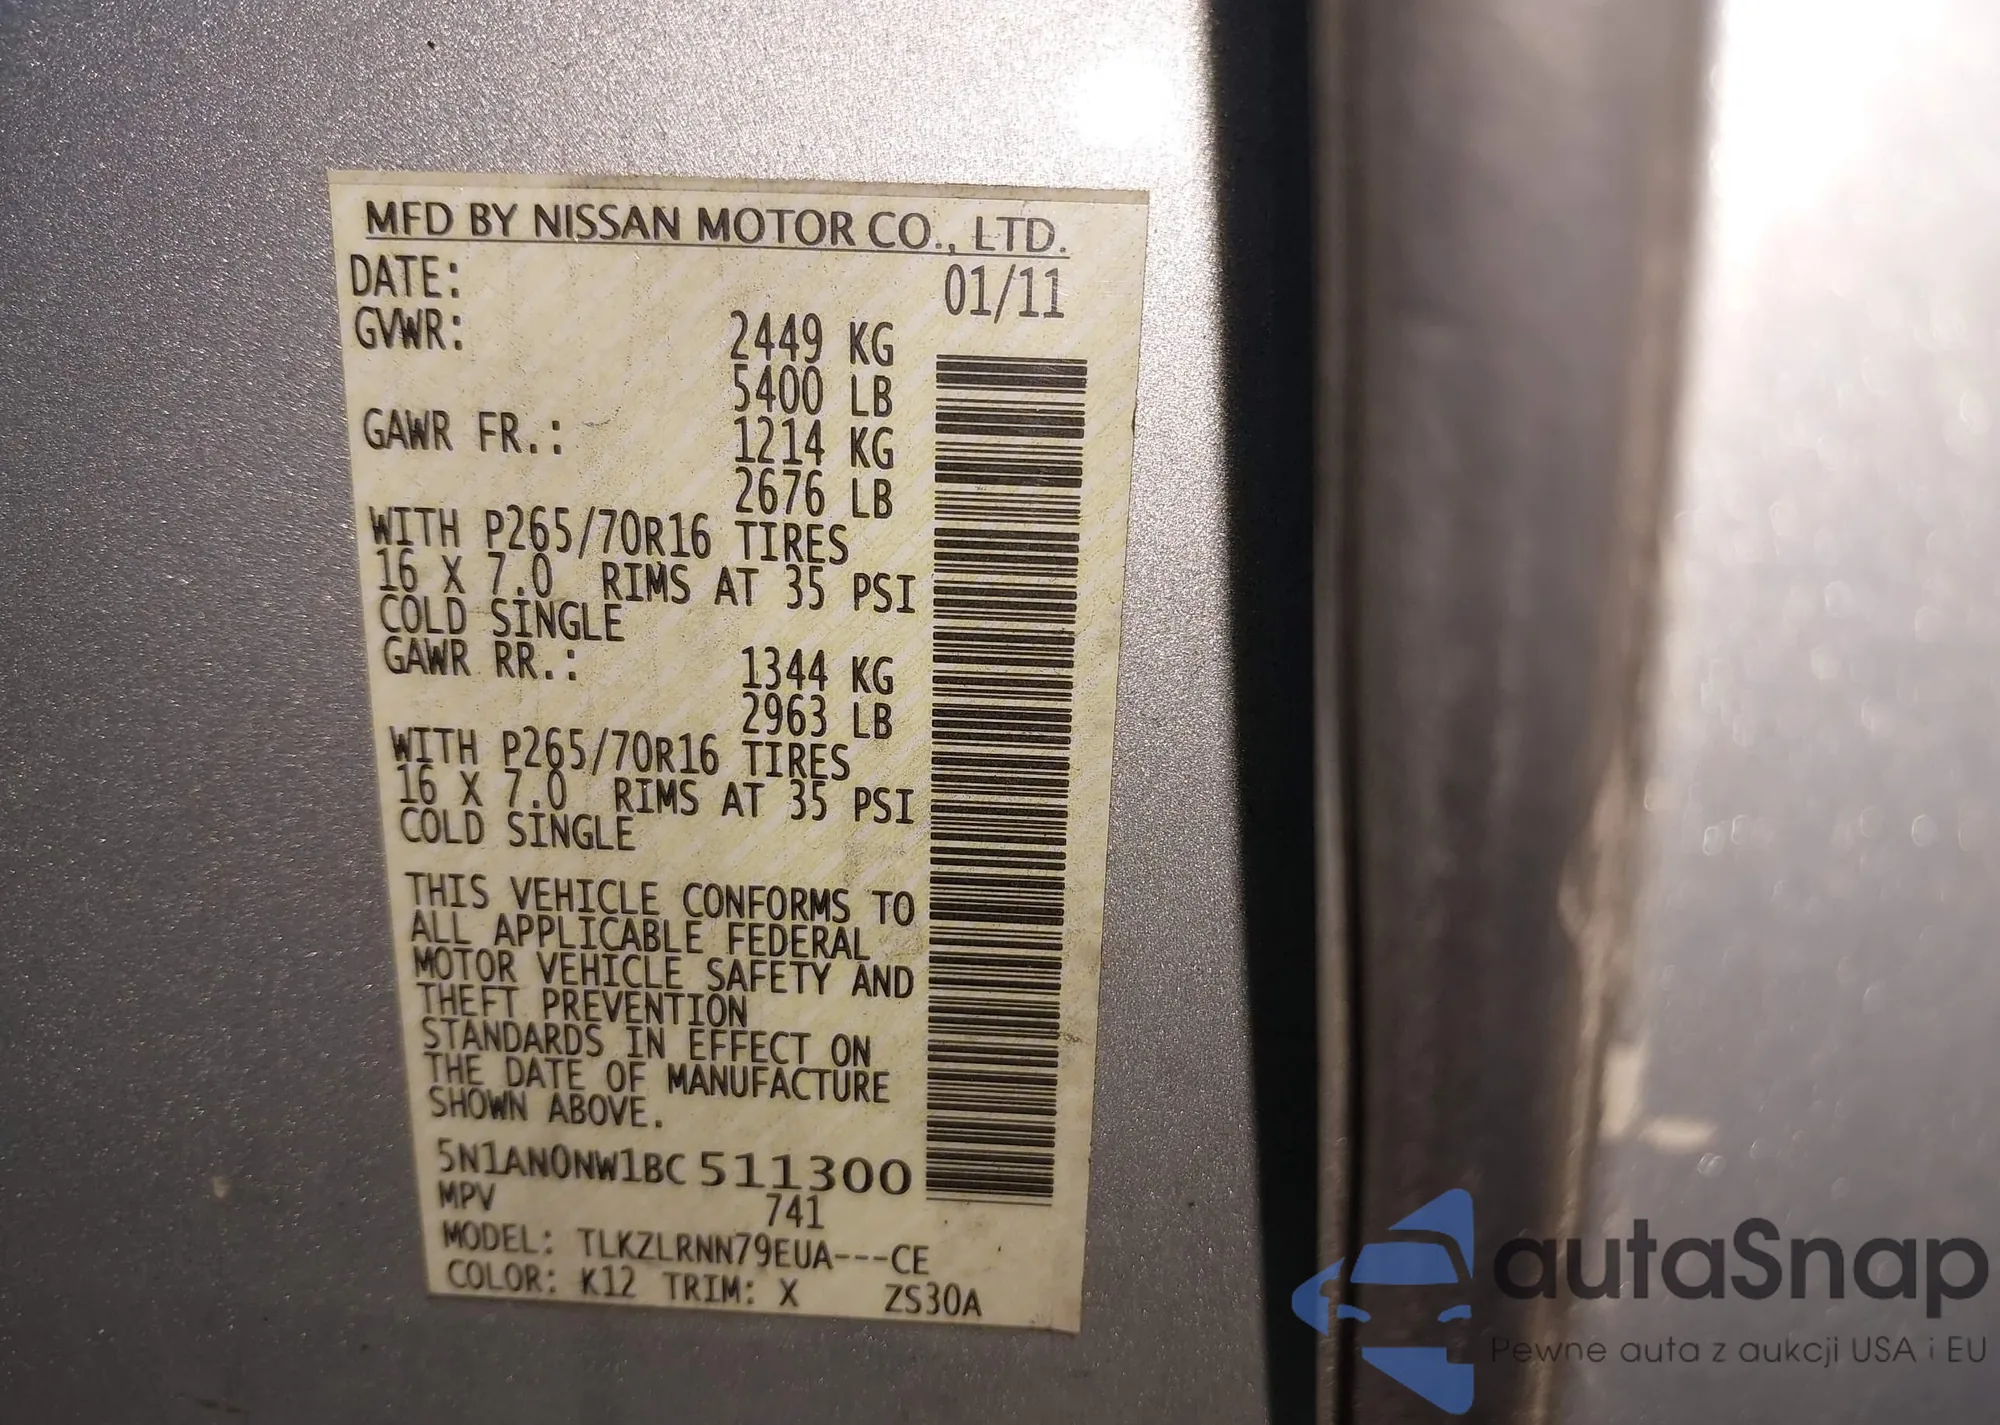 MFD BY NISSAN MOTOR CO., LTD.
DATE: 01/11
GVWR: 2449 KG
5400 LB
GAWR FR.: 1214 KG
2676 LB
WITH P265/70R16 TIRES
16 X 7.0 RIMS AT 35 PSI
COLD SINGLE
GAWR RR.: 1344 KG
2963 LB
WITH P265/70R16 TIRES
16 X 7.0 RIMS AT 35 PSI
COLD SINGLE
THIS VEHICLE CONFORMS TO
ALL APPLICABLE FEDERAL
MOTOR VEHICLE SAFETY AND
THEFT PREVENTION
STANDARDS IN EFFECT ON
THE DATE OF MANUFACTURE
SHOWN ABOVE.
5N1AN0NW1BC 511300
MPV 741
MODEL: TLKZLRNN79EUA---CE
COLOR: K12 TRIM: X ZS30A
autoSnap
Pewne auta z aukcji USA i EU